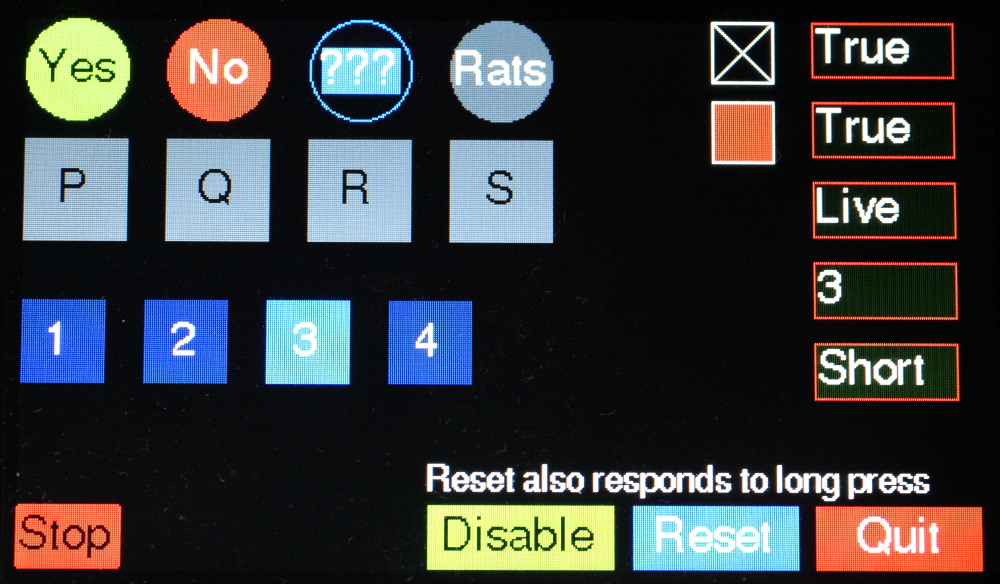 Yes No ??? Rats True
True
P Q R S
Live
3
1 2 3 4
Short
Reset also responds to long press
Stop Disable Reset Quit